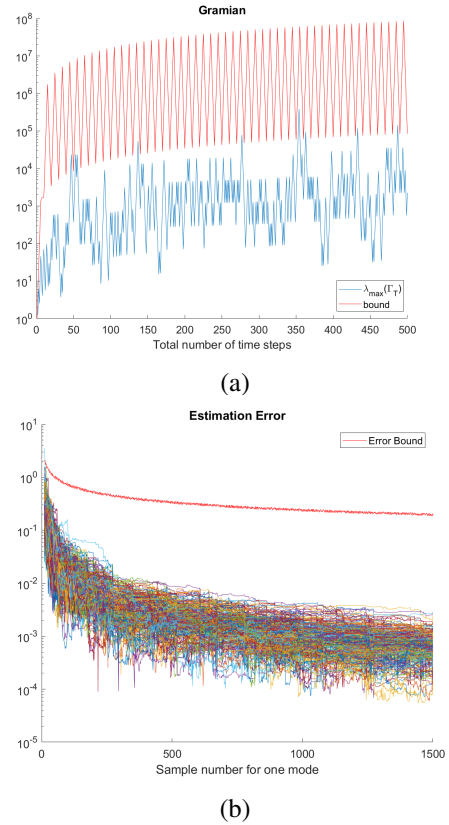 Gramian
10^8
10^7
10^6
10^5
10^4
10^3
10^2
10^1
10^0
0 50 100 150 200 250 300 350 400 450 500
λ_max(Γ_T)
bound
Total number of time steps
(a)
Estimation Error
10^1
10^0
10^-1
10^-2
10^-3
10^-4
10^-5
Error Bound
0 500 1000 1500
Sample number for one mode
(b)